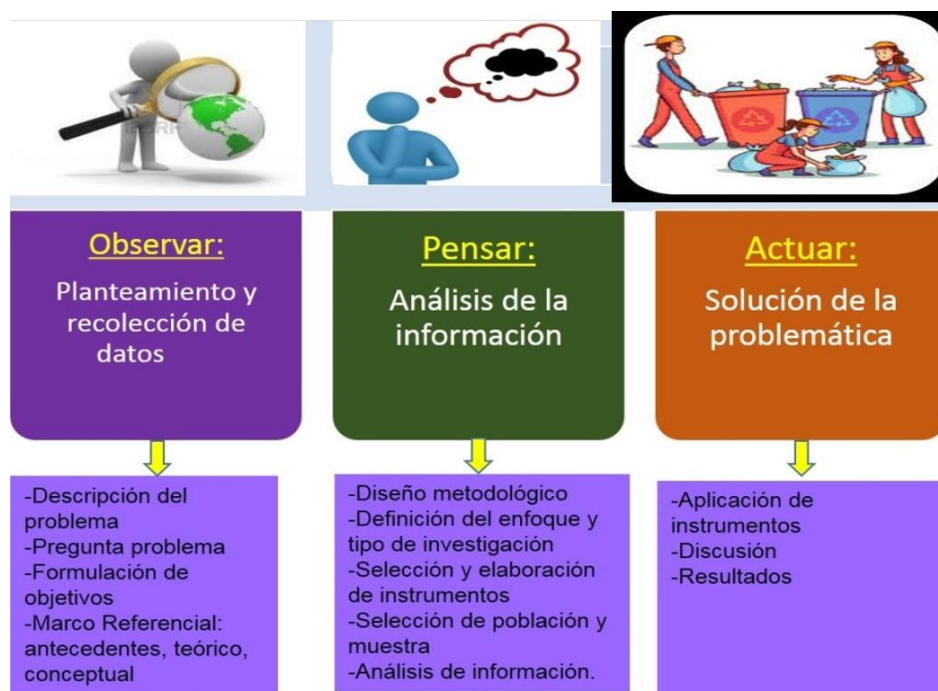 Observar:
Planteamiento y
recolección de
datos
Pensar:
Análisis de la
información
Actuar:
Solución de la
problemática
-Descripción del
problema
-Pregunta problema
-Formulación de
objetivos
-Marco Referencial:
antecedentes, teórico,
conceptual
-Diseño metodológico
-Definición del enfoque y
tipo de investigación
-Selección y elaboración
de instrumentos
-Selección de población y
muestra
-Análisis de información.
-Aplicación de
instrumentos
-Discusión
-Resultados